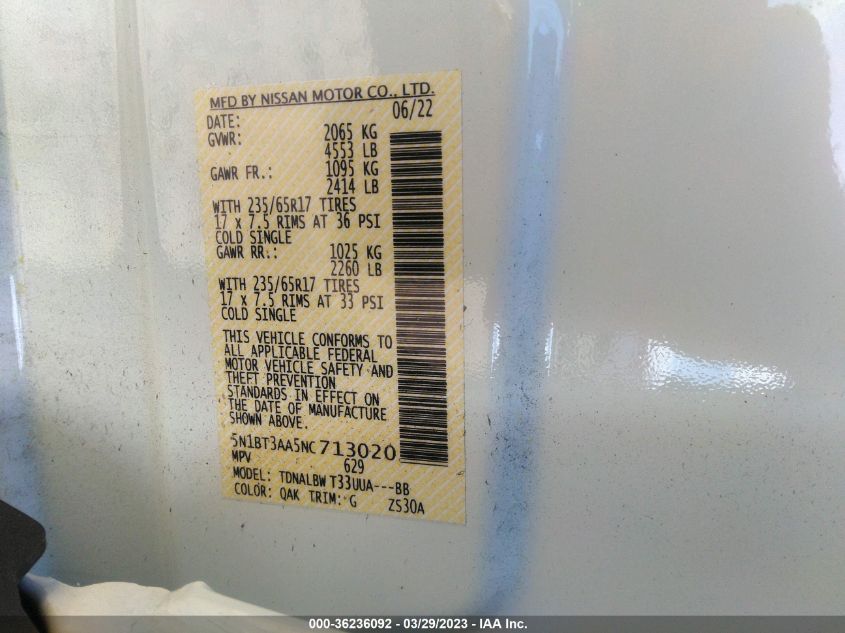 MFD BY NISSAN MOTOR CO., LTD.
DATE: 06/22
GVWR: 2065 KG
4553 LB
GAWR FR.: 1095 KG
2414 LB
WITH 235/65R17 TIRES
17 x 7.5 RIMS AT 36 PSI
COLD SINGLE
GAWR RR.: 1025 KG
2260 LB
WITH 235/65R17 TIRES
17 x 7.5 RIMS AT 33 PSI
COLD SINGLE
THIS VEHICLE CONFORMS TO
ALL APPLICABLE FEDERAL
MOTOR VEHICLE SAFETY AND
THEFT PREVENTION
STANDARDS IN EFFECT ON
THE DATE OF MANUFACTURE
SHOWN ABOVE.
5N1BT3AA5NC713020
MPV 629
MODEL: TDNALBW T33UUA---BB
COLOR: QAK TRIM: G ZS30A
000-36236092 - 03/29/2023 - IAA Inc.